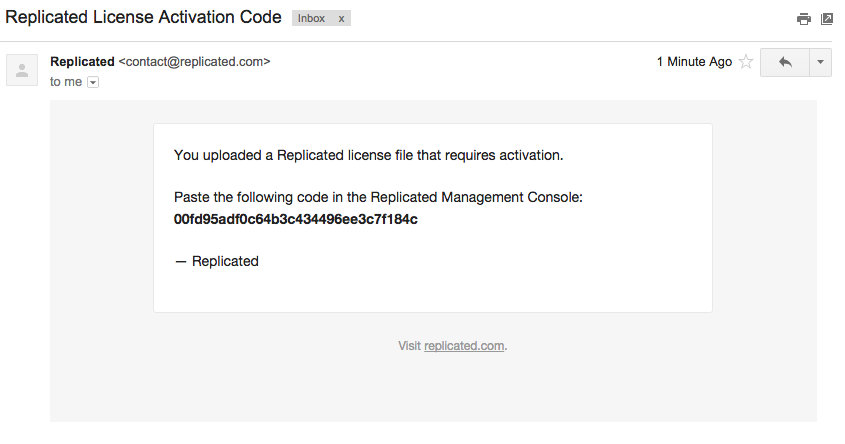 Replicated License Activation Code Inbox x
Replicated <contact@replicated.com> 1 Minute Ago
to me
You uploaded a Replicated license file that requires activation.
Paste the following code in the Replicated Management Console:
00fd95adf0c64b3c434496ee3c7f184c
— Replicated
Visit replicated.com.